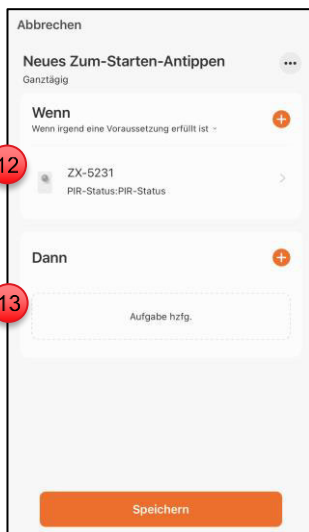 Abbrechen
Neues Zum-Starten-Antippen
Ganztägig
Wenn
Wenn irgend eine Voraussetzung erfüllt ist
12
ZX-5231
PIR-Status:PIR-Status
Dann
13
Aufgabe hzfg.
Speichern